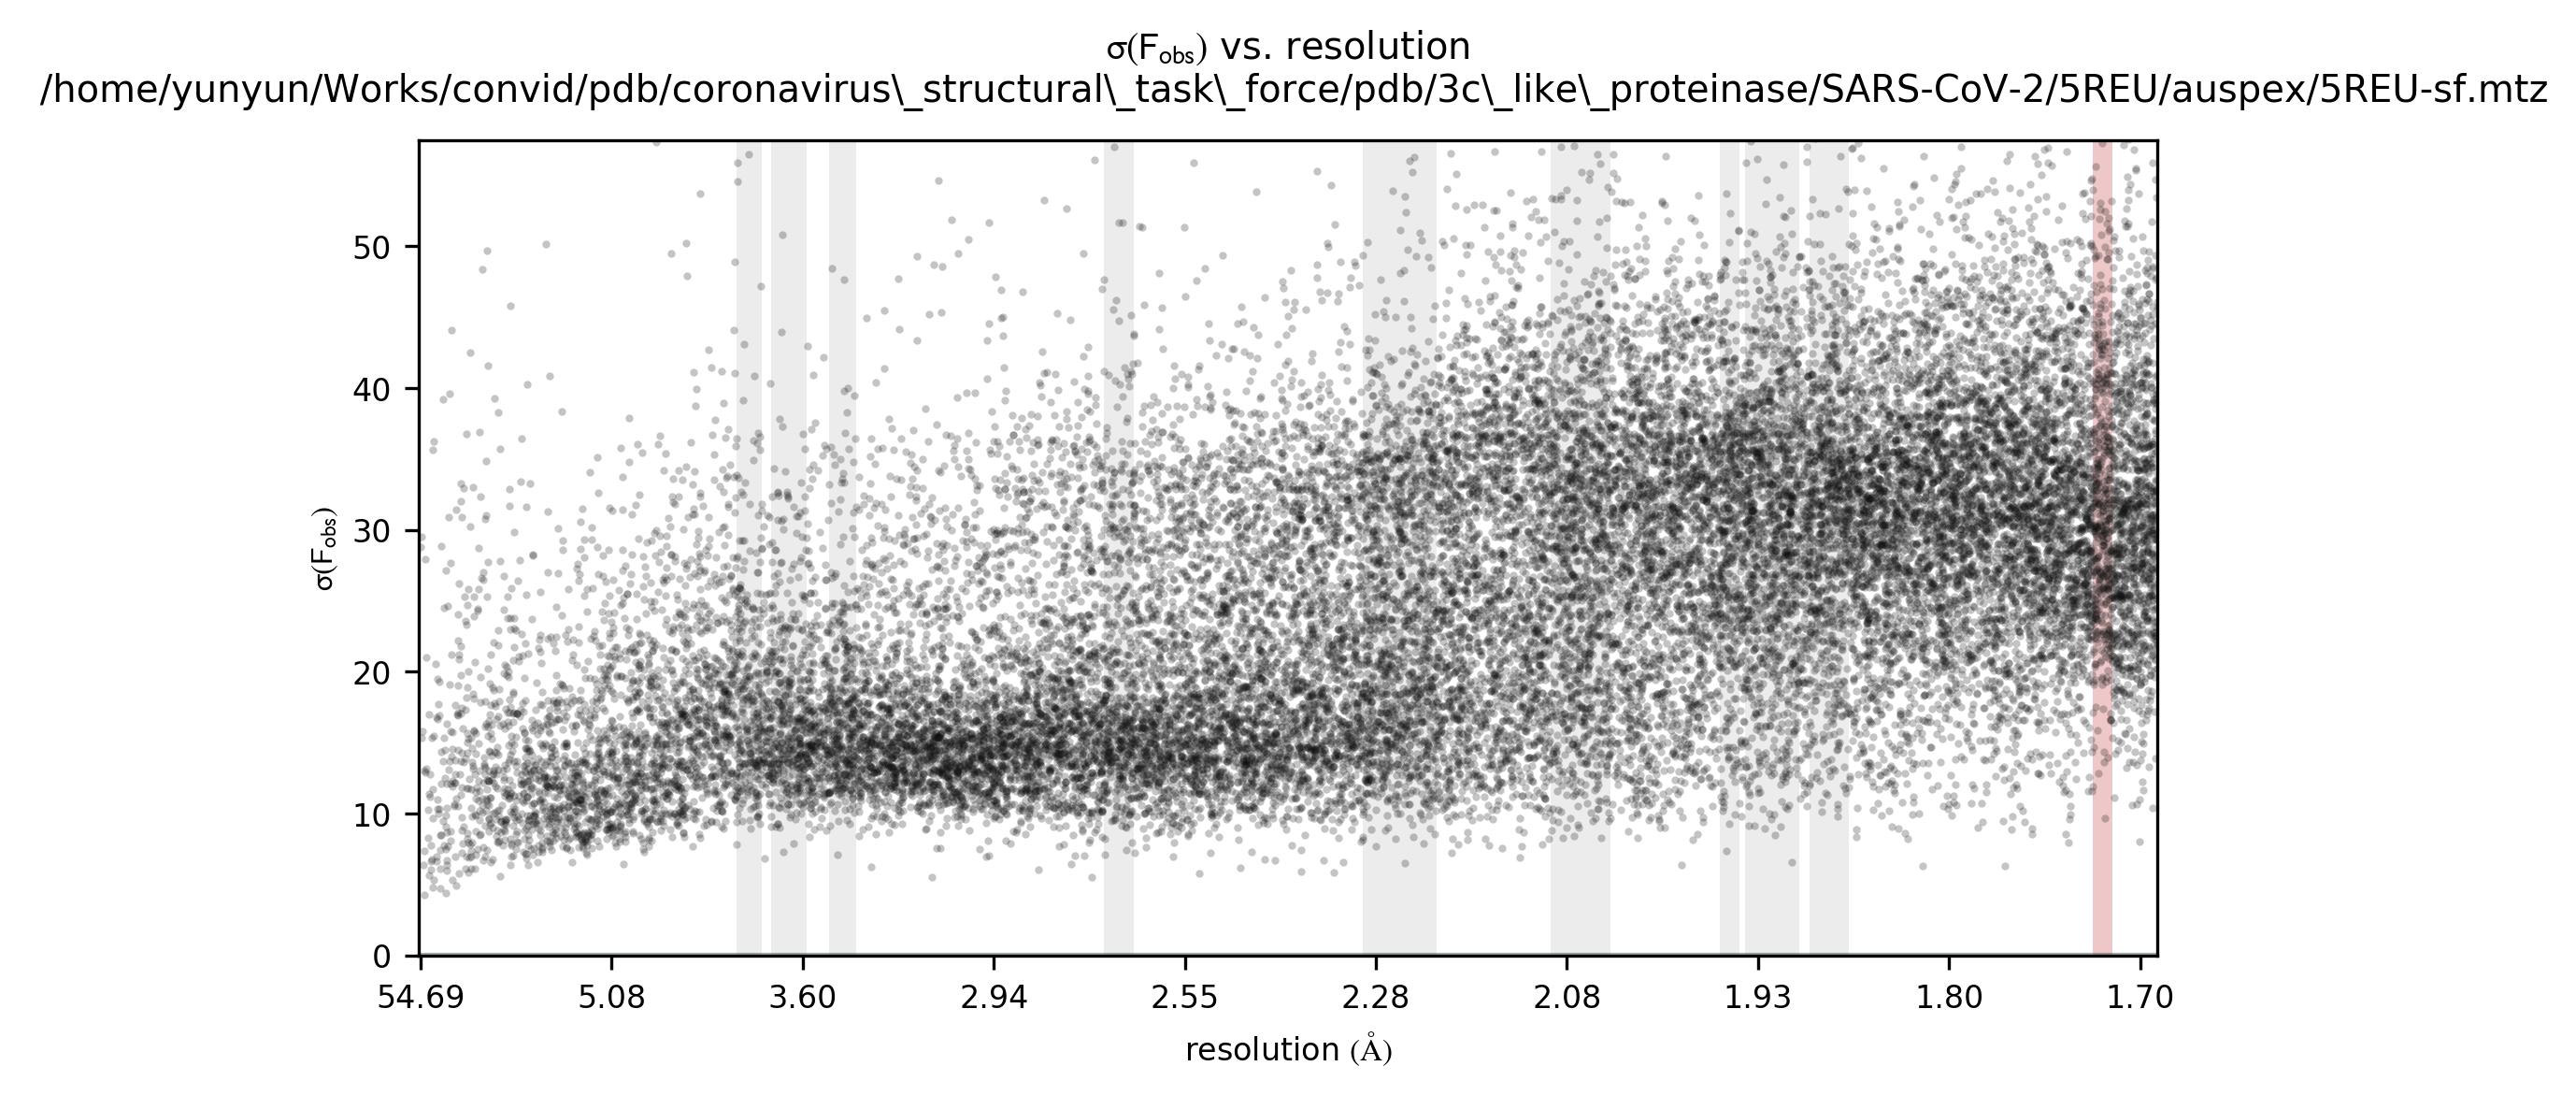 σ(Fobs) vs. resolution
/home/yunyun/Works/convid/pdb/coronavirus\_structural\_task\_force/pdb/3c\_like\_proteinase/SARS-CoV-2/5REU/auspex/5REU-sf.mtz
σ(Fobs)
50
40
30
20
10
0
54.69 5.08 3.60 2.94 2.55 2.28 2.08 1.93 1.80 1.70
resolution (Å)